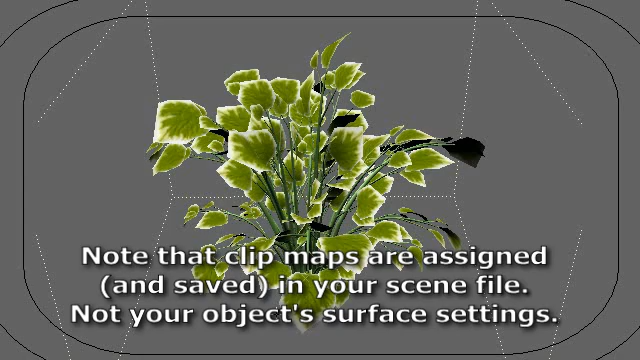 Note that clip maps are assigned
(and saved) in your scene file.
Not your object's surface settings.